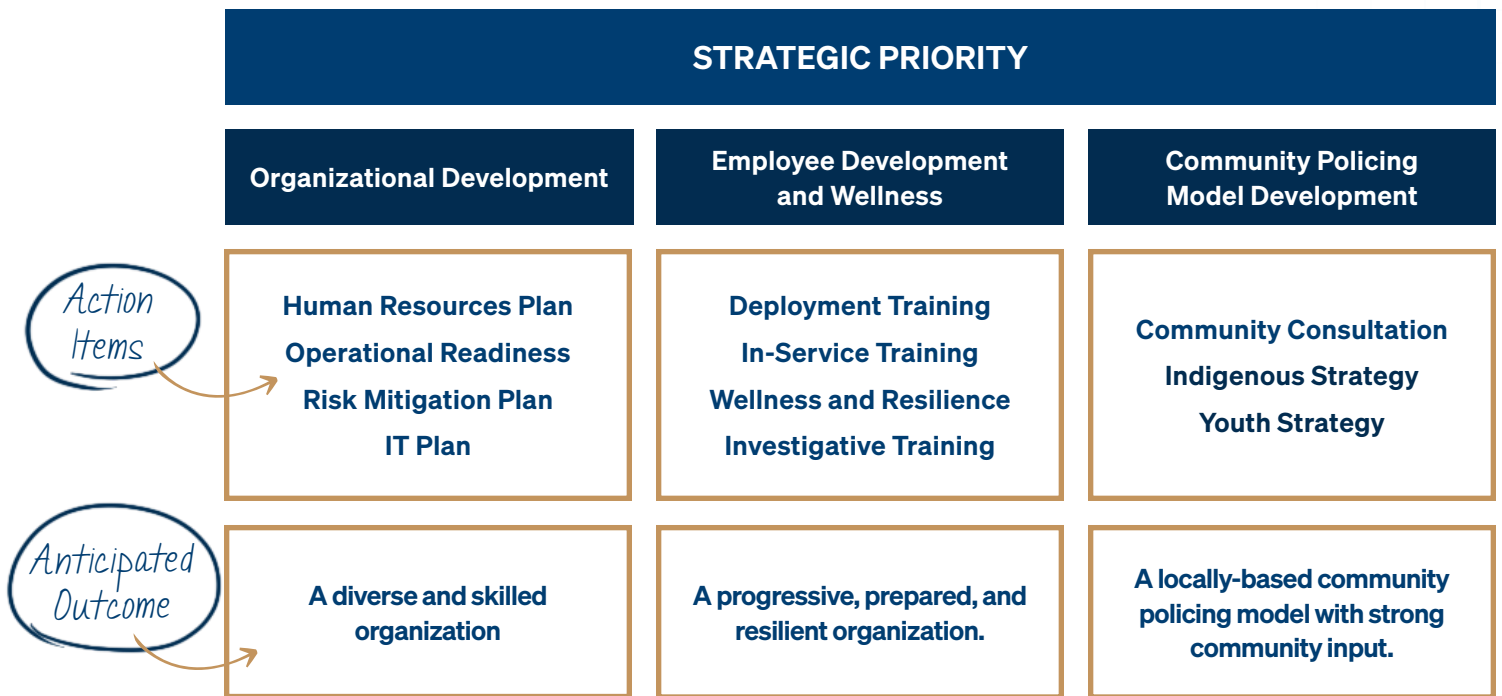 STRATEGIC PRIORITY
Organizational Development
Employee Development
and Wellness
Community Policing
Model Development
Action
Items
Human Resources Plan
Operational Readiness
Risk Mitigation Plan
IT Plan
Deployment Training
In-Service Training
Wellness and Resilience
Investigative Training
Community Consultation
Indigenous Strategy
Youth Strategy
Anticipated
Outcome
A diverse and skilled
organization
A progressive, prepared, and
resilient organization.
A locally-based community
policing model with strong
community input.